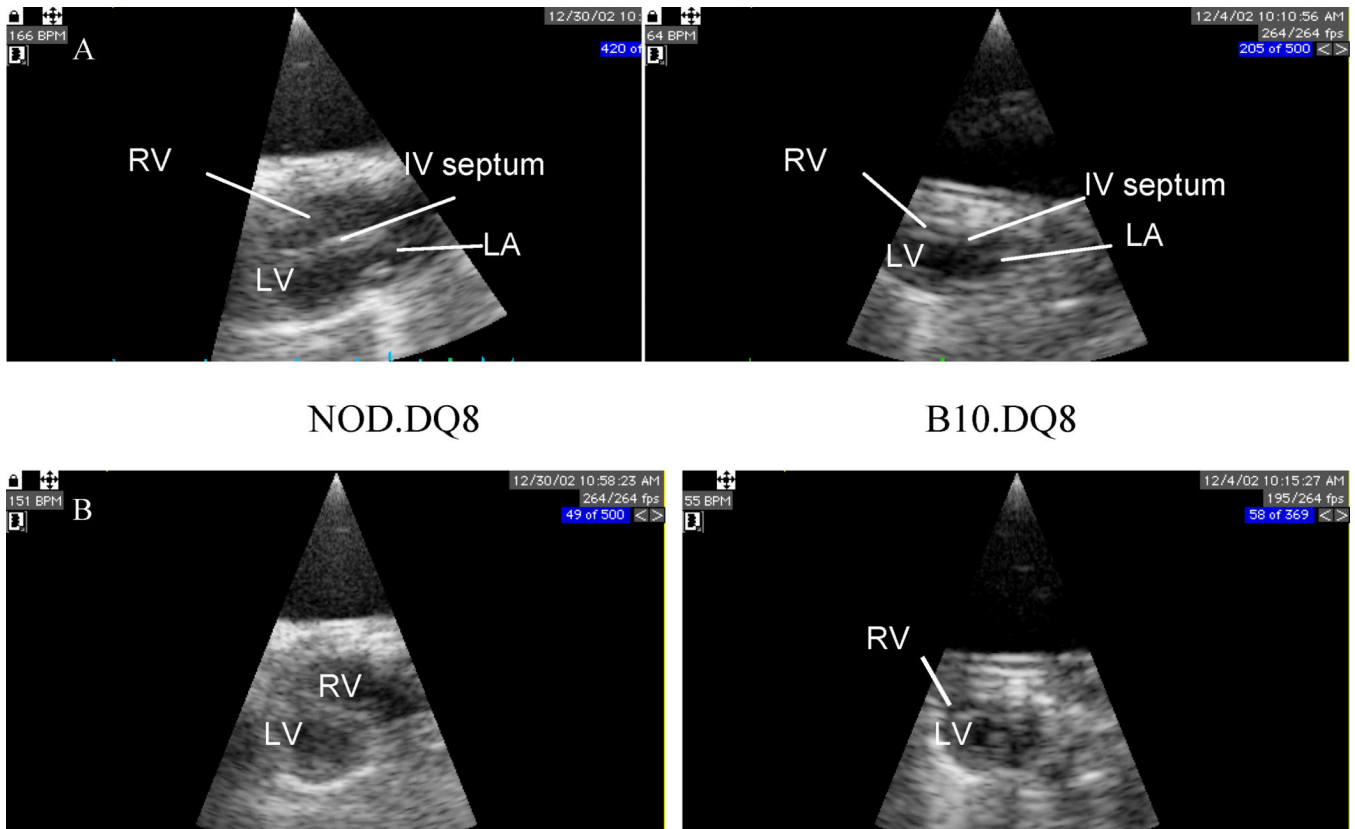 12/30/02 10:
166 BPM
A
420 of
RV
IV septum
LA
LV
12/4/02 10:10:56 AM
64 BPM
264/264 fps
205 of 500 < >
RV
IV septum
LA
LV
NOD.DQ8
B10.DQ8
12/30/02 10:58:23 AM
151 BPM
264/264 fps
B
49 of 500 < >
RV
LV
12/4/02 10:15:27 AM
55 BPM
195/264 fps
58 of 369 < >
RV
LV